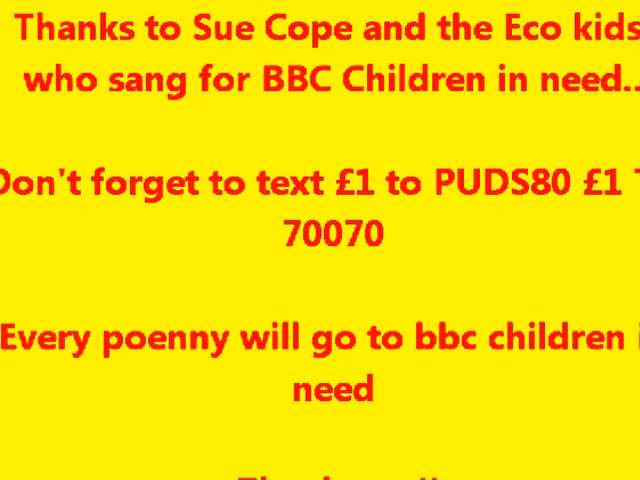 Thanks to Sue Cope and the Eco kids
who sang for BBC Children in need..
Don't forget to text £1 to PUDS80 £1
70070
Every poenny will go to bbc children
need